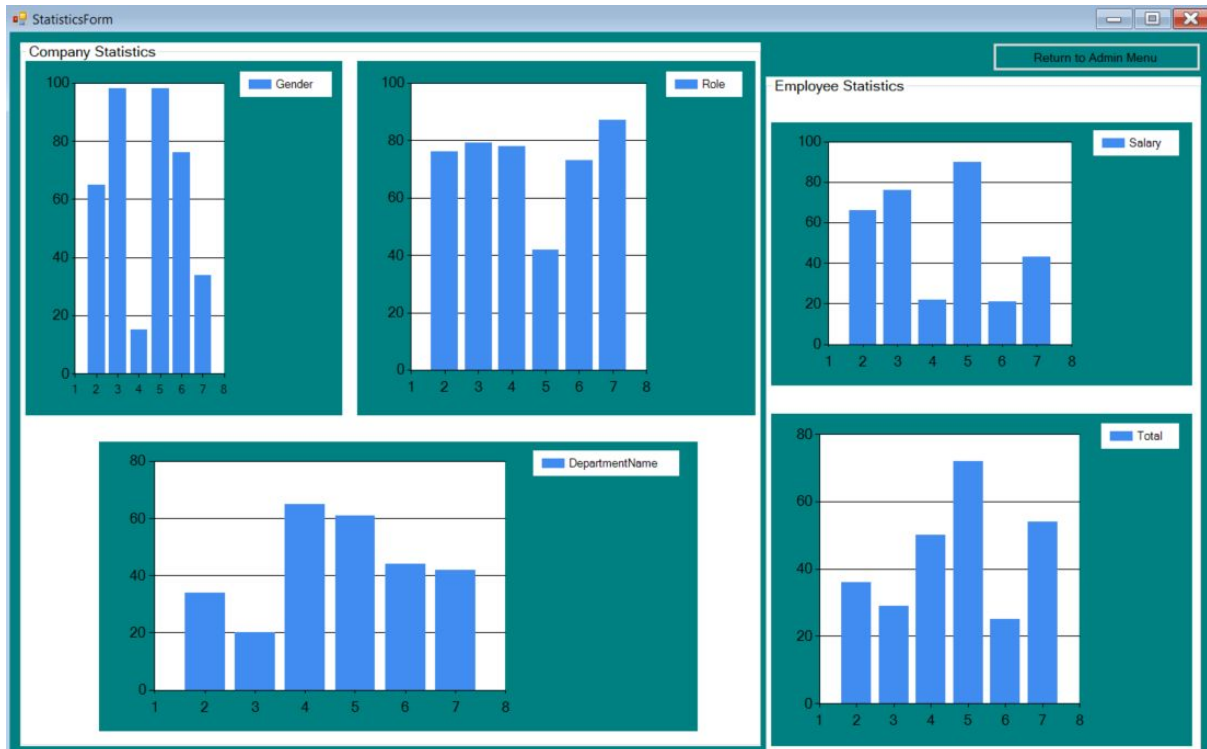 StatisticsForm
Return to Admin Menu
Company Statistics
100
80
60
40
20
0
1 2 3 4 5 6 7 8
Gender
100
80
60
40
20
0
1 2 3 4 5 6 7 8
Role
80
60
40
20
0
1 2 3 4 5 6 7 8
DepartmentName
Employee Statistics
100
80
60
40
20
0
1 2 3 4 5 6 7 8
Salary
80
60
40
20
0
1 2 3 4 5 6 7 8
Total